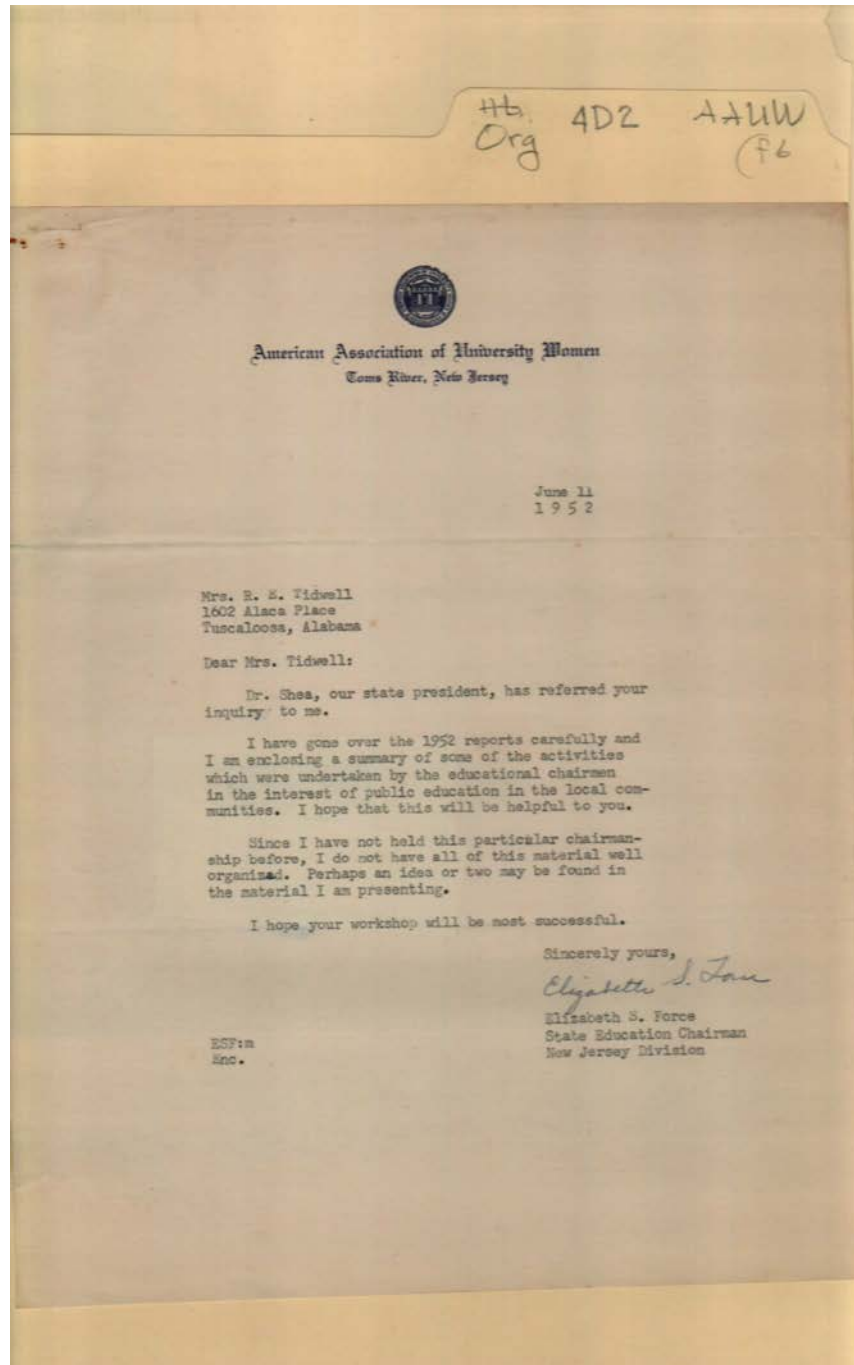 Org 4D2 AAUW
American Association of University Women
Toms River, New Jersey
June 11
1 9 5 2
Mrs. R. E. Tidwell
1602 Alaca Place
Tuscaloosa, Alabama
Dear Mrs. Tidwell:
Dr. Shea, our state president, has referred your
inquiry to me.
I have gone over the 1952 reports carefully and
I am enclosing a summary of some of the activities
which were undertaken by the educational chairmen
in the interest of public education in the local com-
munities. I hope that this will be helpful to you.
Since I have not held this particular chairman-
ship before, I do not have all of this material well
organized. Perhaps an idea or two may be found in
the material I am presenting.
I hope your workshop will be most successful.
Sincerely yours,
Elizabeth S. Force
Elizabeth S. Force
State Education Chairman
ESF:m
New Jersey Division
Enc.